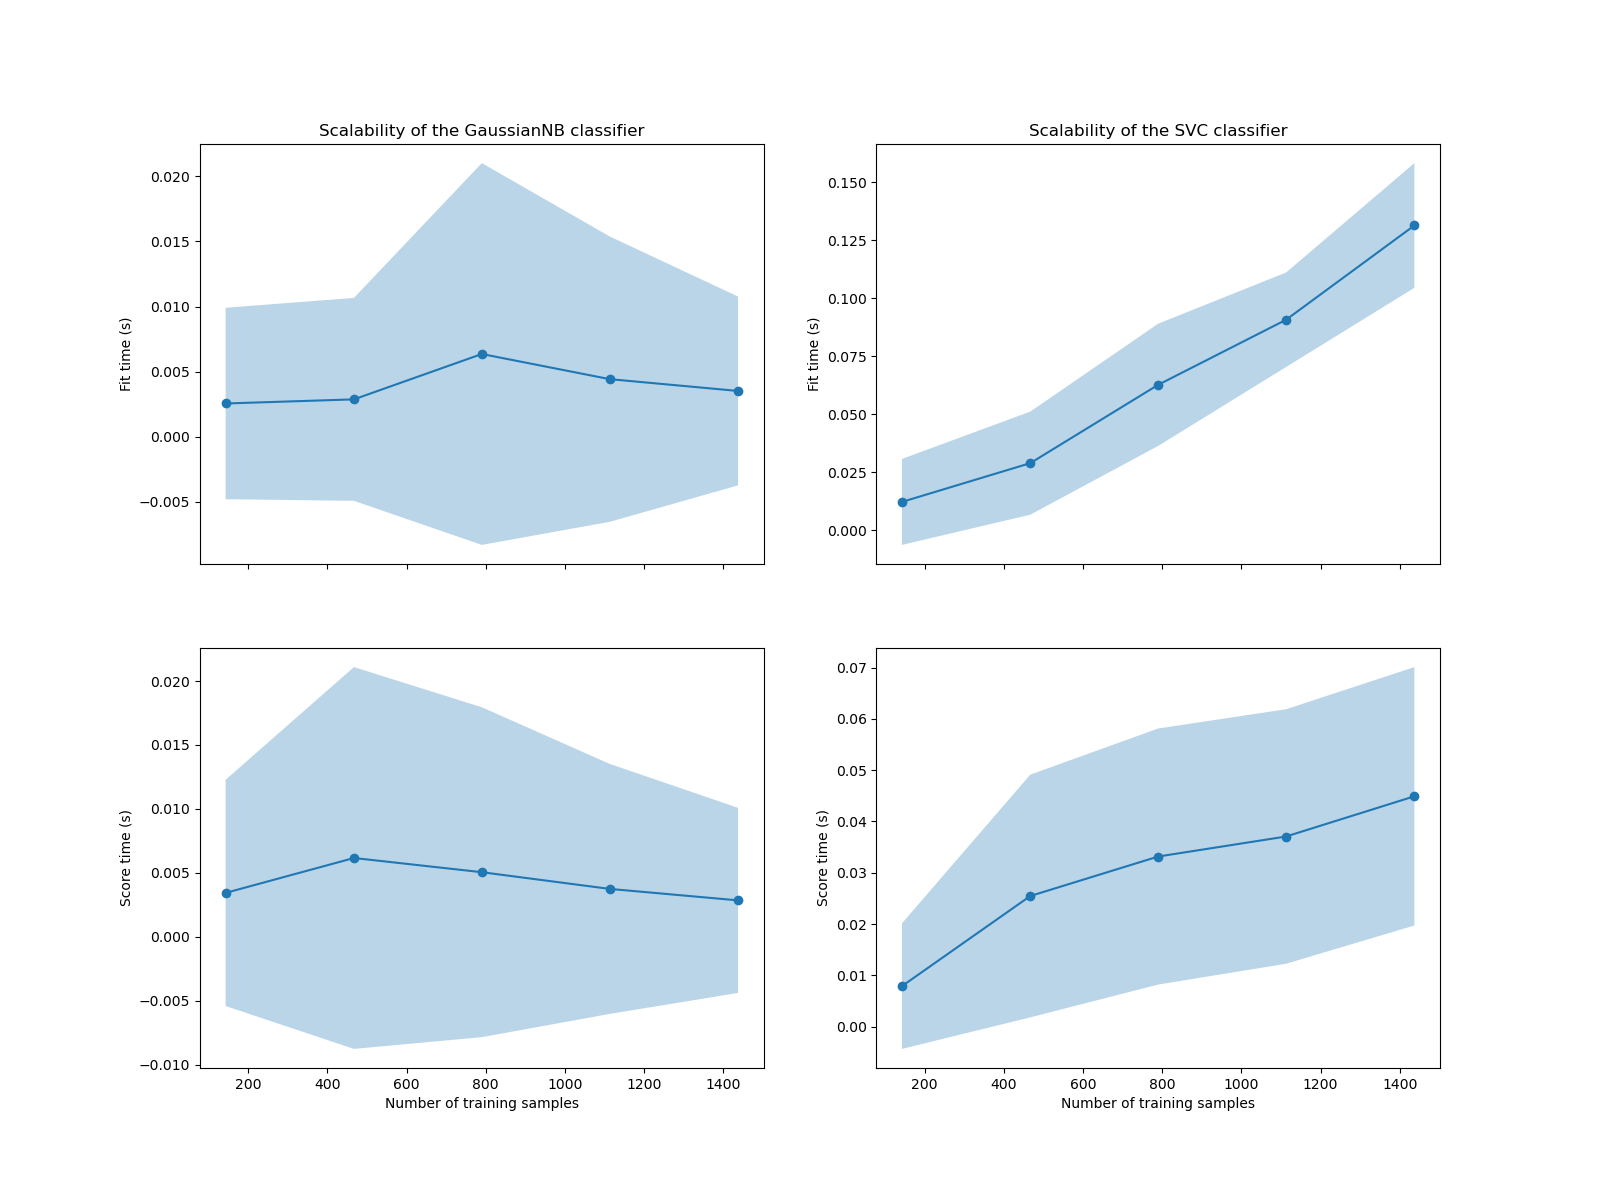 Scalability of the GaussianNB classifier
0.020
0.015
0.010
0.005
0.000
−0.005
Fit time (s)
Scalability of the SVC classifier
0.150
0.125
0.100
0.075
0.050
0.025
0.000
Fit time (s)
0.020
0.015
0.010
0.005
0.000
−0.005
−0.010
Score time (s)
200 400 600 800 1000 1200 1400
Number of training samples
0.07
0.06
0.05
0.04
0.03
0.02
0.01
0.00
Score time (s)
200 400 600 800 1000 1200 1400
Number of training samples